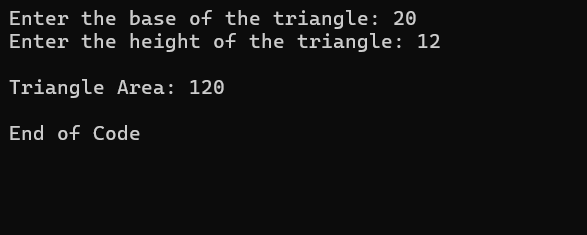 Enter the base of the triangle: 20
Enter the height of the triangle: 12
Triangle Area: 120
End of Code